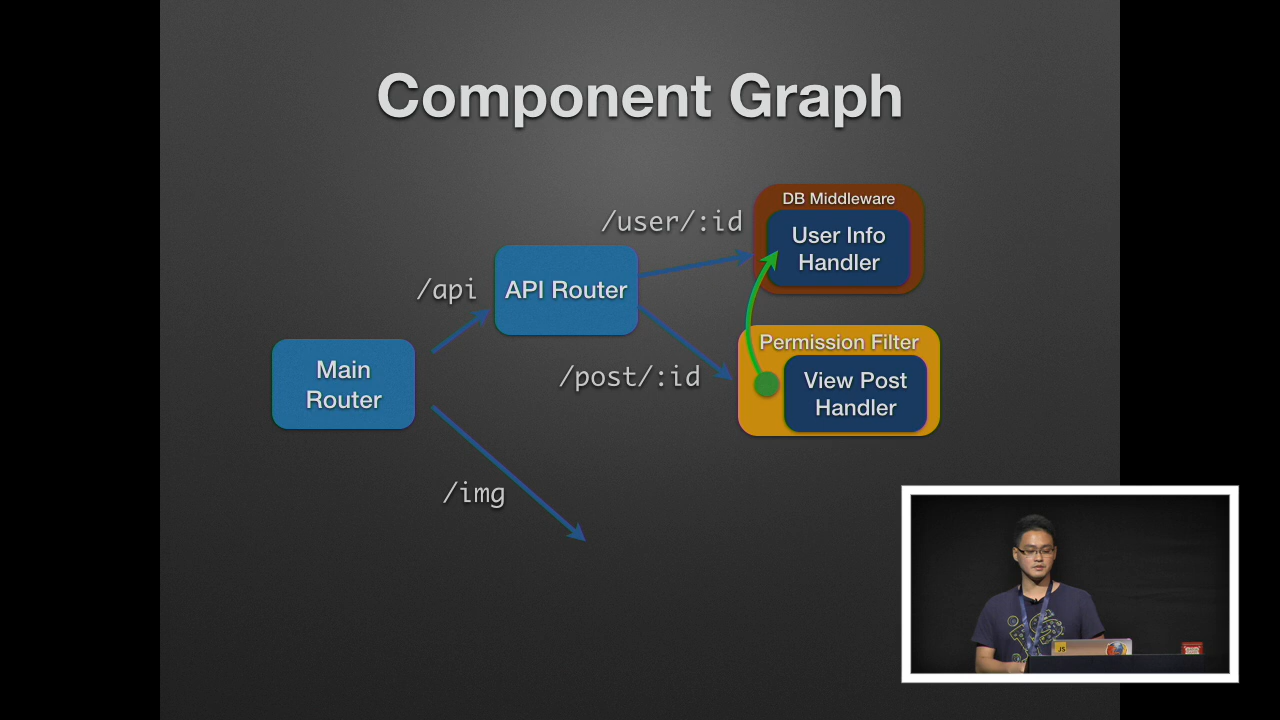 Component Graph
DB Middleware
/user/:id
User Info
Handler
/api
API Router
Permission Filter
Main
Router
/post/:id
View Post
Handler
/img
JS